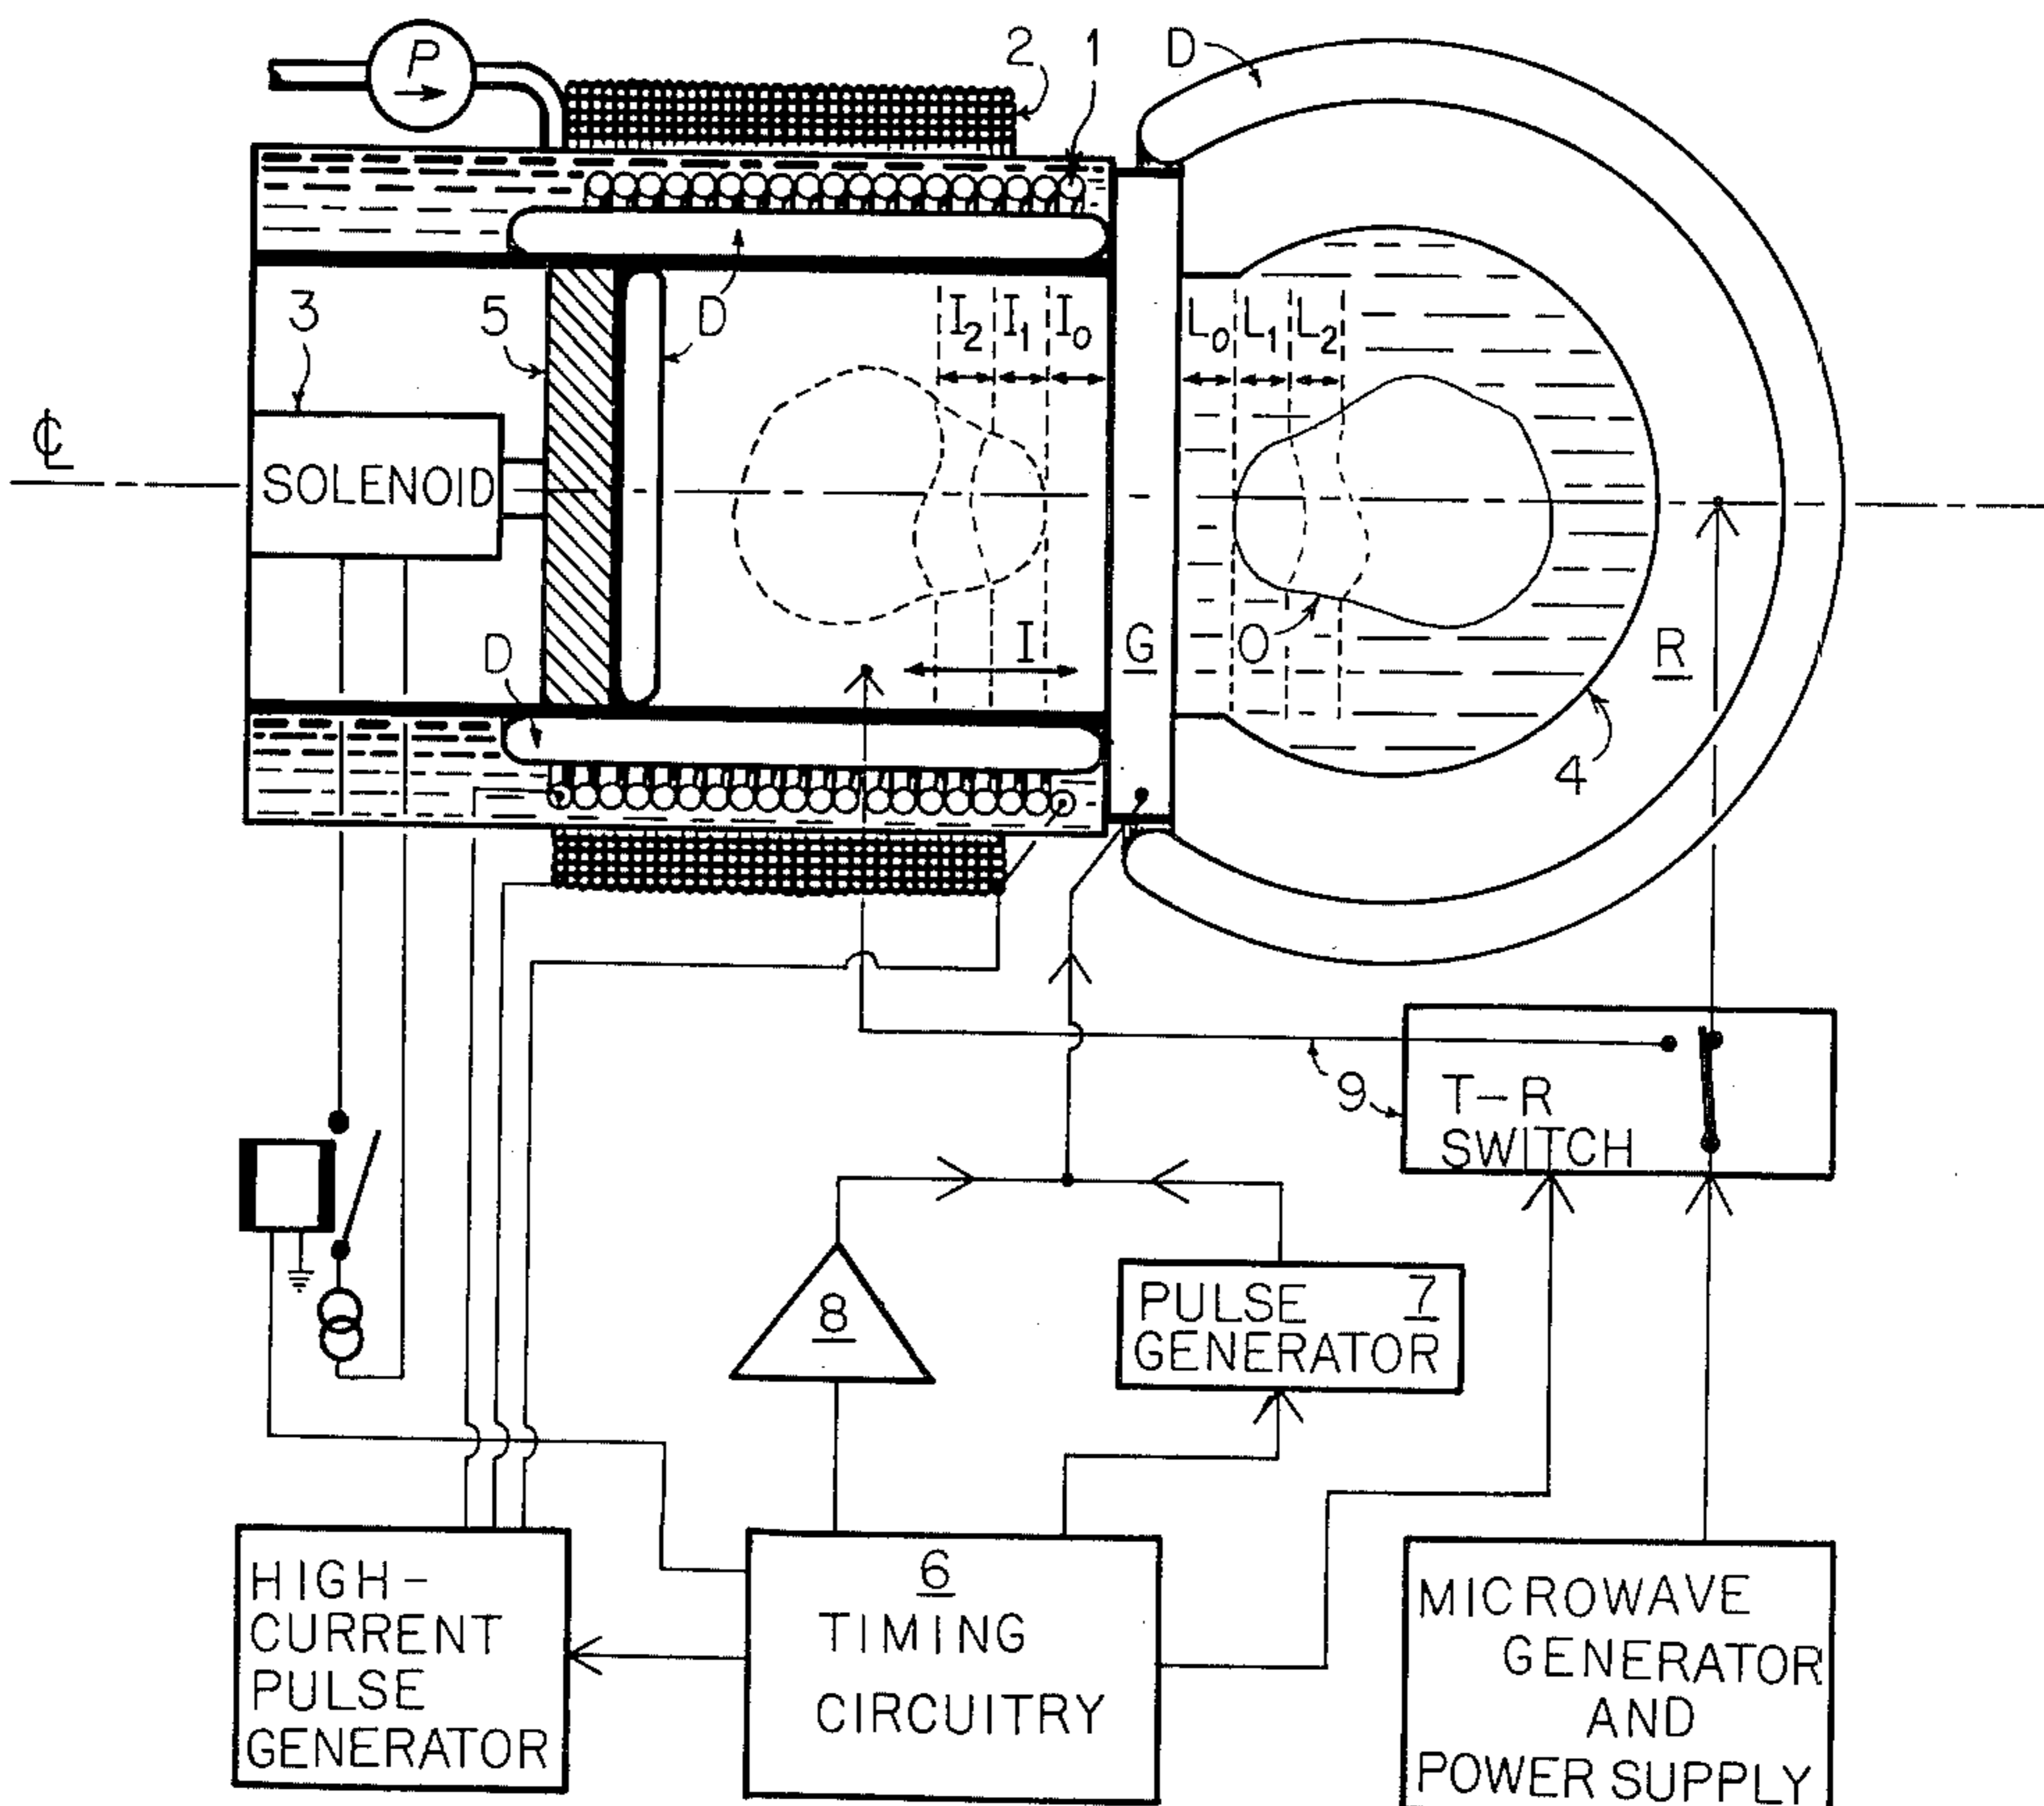 P
2
1
D
3
5
D
I₂ I₁ I₀
L₀ L₁ L₂
℄
SOLENOID
D
I
G
O
R
4
9
T-R
SWITCH
8
PULSE 7
GENERATOR
HIGH-
CURRENT
PULSE
GENERATOR
6
TIMING
CIRCUITRY
MICROWAVE
GENERATOR
AND
POWER SUPPLY